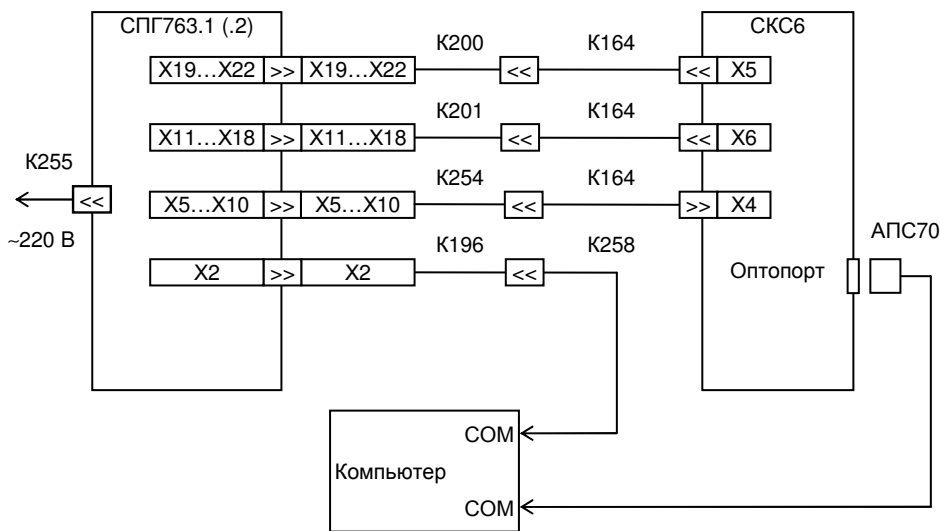 СПГ763.1 (.2)
СКС6
К200
К164
X19...X22 >> X19...X22 << << X5
К201
К164
X11...X18 >> X11...X18 << << X6
К255
К254
К164
<< X5...X10 >> X5...X10 << >> X4
~220 В
К196
К258
АПС70
X2 >> X2 <<
Оптопорт
COM
Компьютер
COM